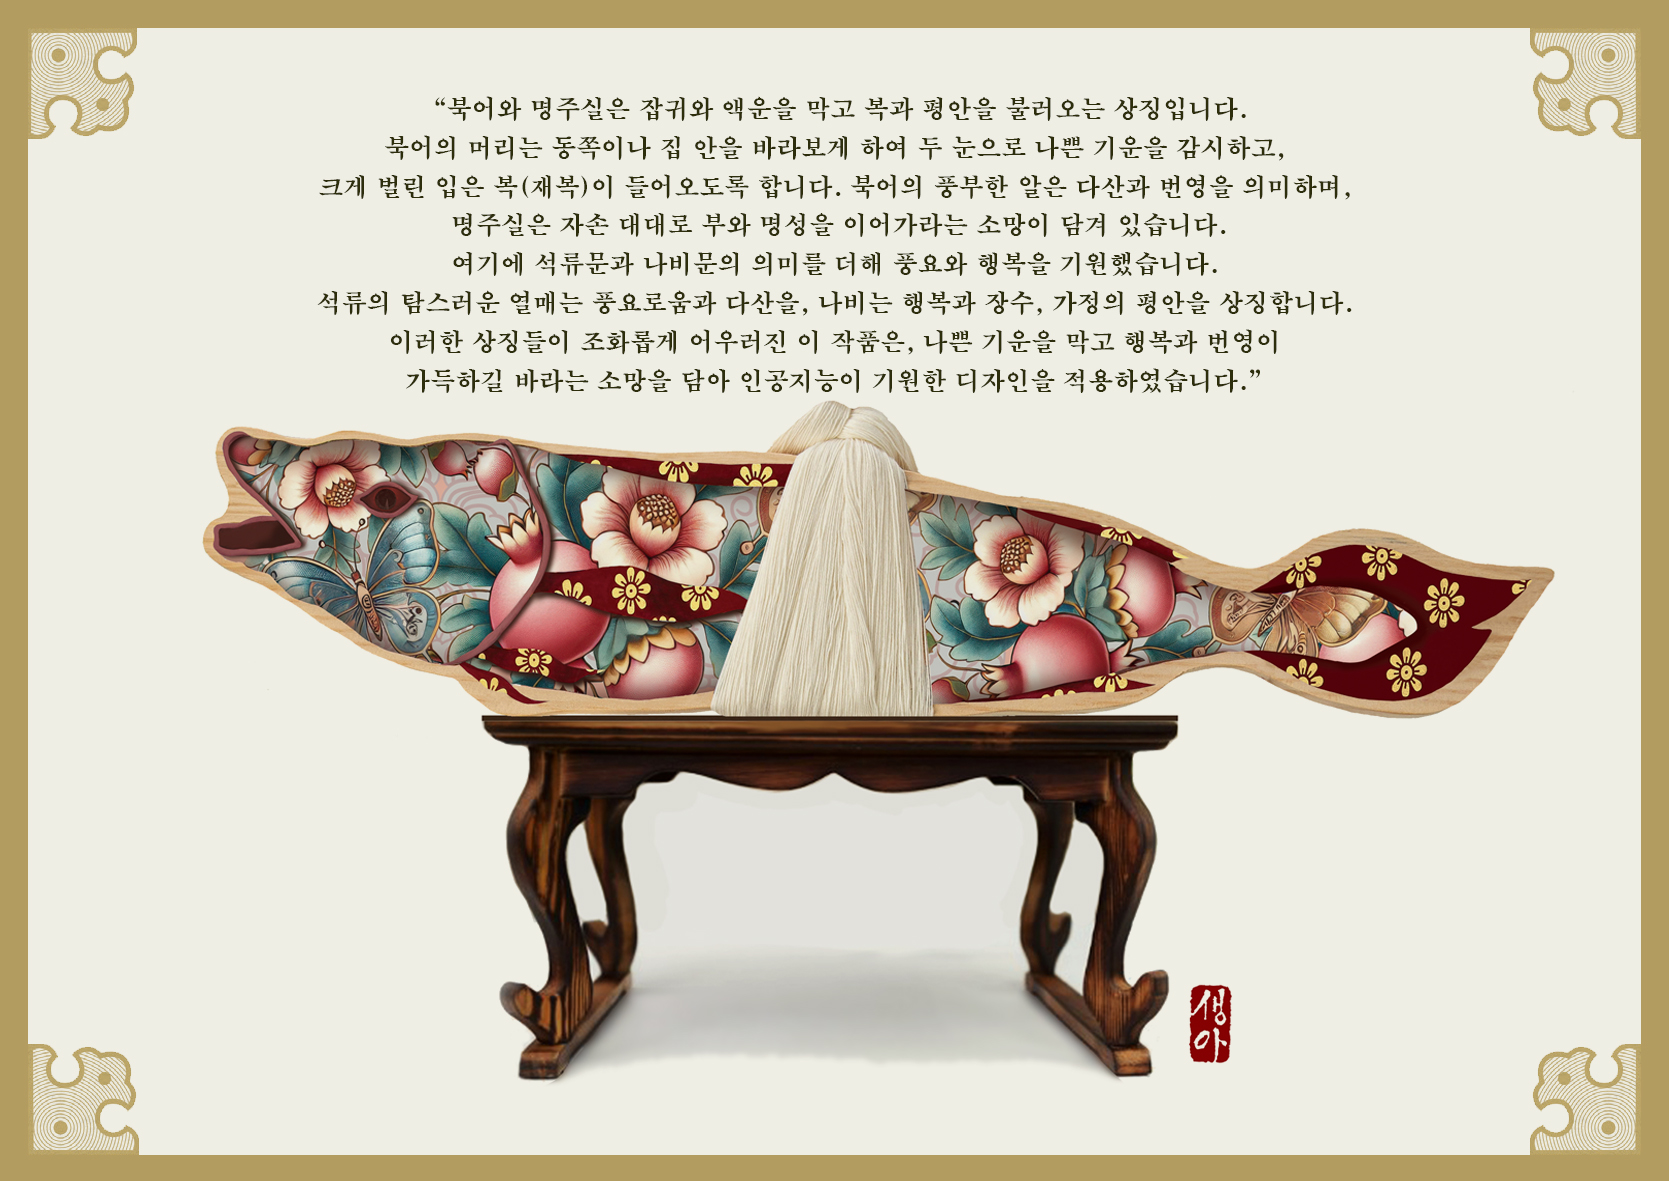 “북어와 명주실은 잡귀와 액운을 막고 복과 평안을 불러오는 상징입니다.
북어의 머리는 동쪽이나 집 안을 바라보게 하여 두 눈으로 나쁜 기운을 감시하고,
크게 벌린 입은 복(재복)이 들어오도록 합니다. 북어의 풍부한 알은 다산과 번영을 의미하며,
명주실은 자손 대대로 부와 명성을 이어가라는 소망이 담겨 있습니다.
여기에 석류문과 나비문의 의미를 더해 풍요와 행복을 기원했습니다.
석류의 탐스러운 열매는 풍요로움과 다산을, 나비는 행복과 장수, 가정의 평안을 상징합니다.
이러한 상징들이 조화롭게 어우러진 이 작품은, 나쁜 기운을 막고 행복과 번영이
가득하길 바라는 소망을 담아 인공지능이 기원한 디자인을 적용하였습니다.”
생
아